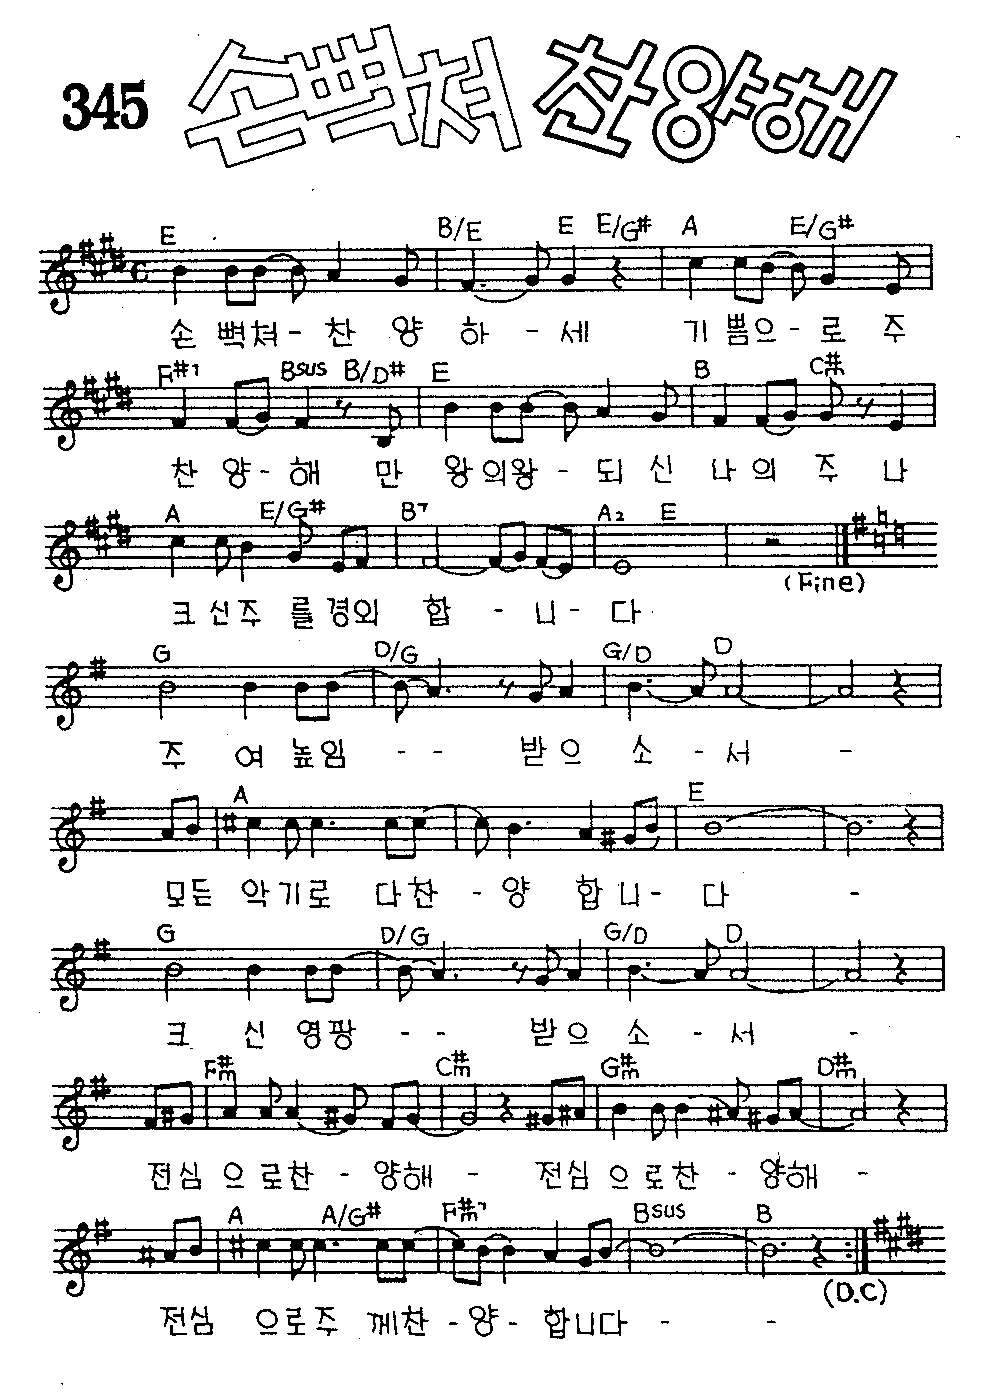 345 손뻑쳐 찬양해
E B/E E E/G# A E/G#
손 뻑쳐 - 찬 양 하 - 세 기 쁨으 - 로 주
F#7 Bsus B/D# E B C#m
찬 양 - 해 만 왕의왕 - 되 신 나 의 주 나
A E/G# B7 A2 E
(Fine)
크 신주 를경외 합 - 니 - 다
G D/G G/D D
주 여 높임 - - 받 으 소 - 서 -
A E
모든 악기로 다찬 - 양 합니 - 다 -
G D/G G/D D
크 신 영광 - - 받 으 소 - 서 -
F#m C#m G#m D#m
전심 으로찬 - 양해 - 전심 으로찬 - 양해 -
A A/G# F#m7 Bsus B
(D.C)
전심 으로주 께찬 - 양 - 합니다 - -